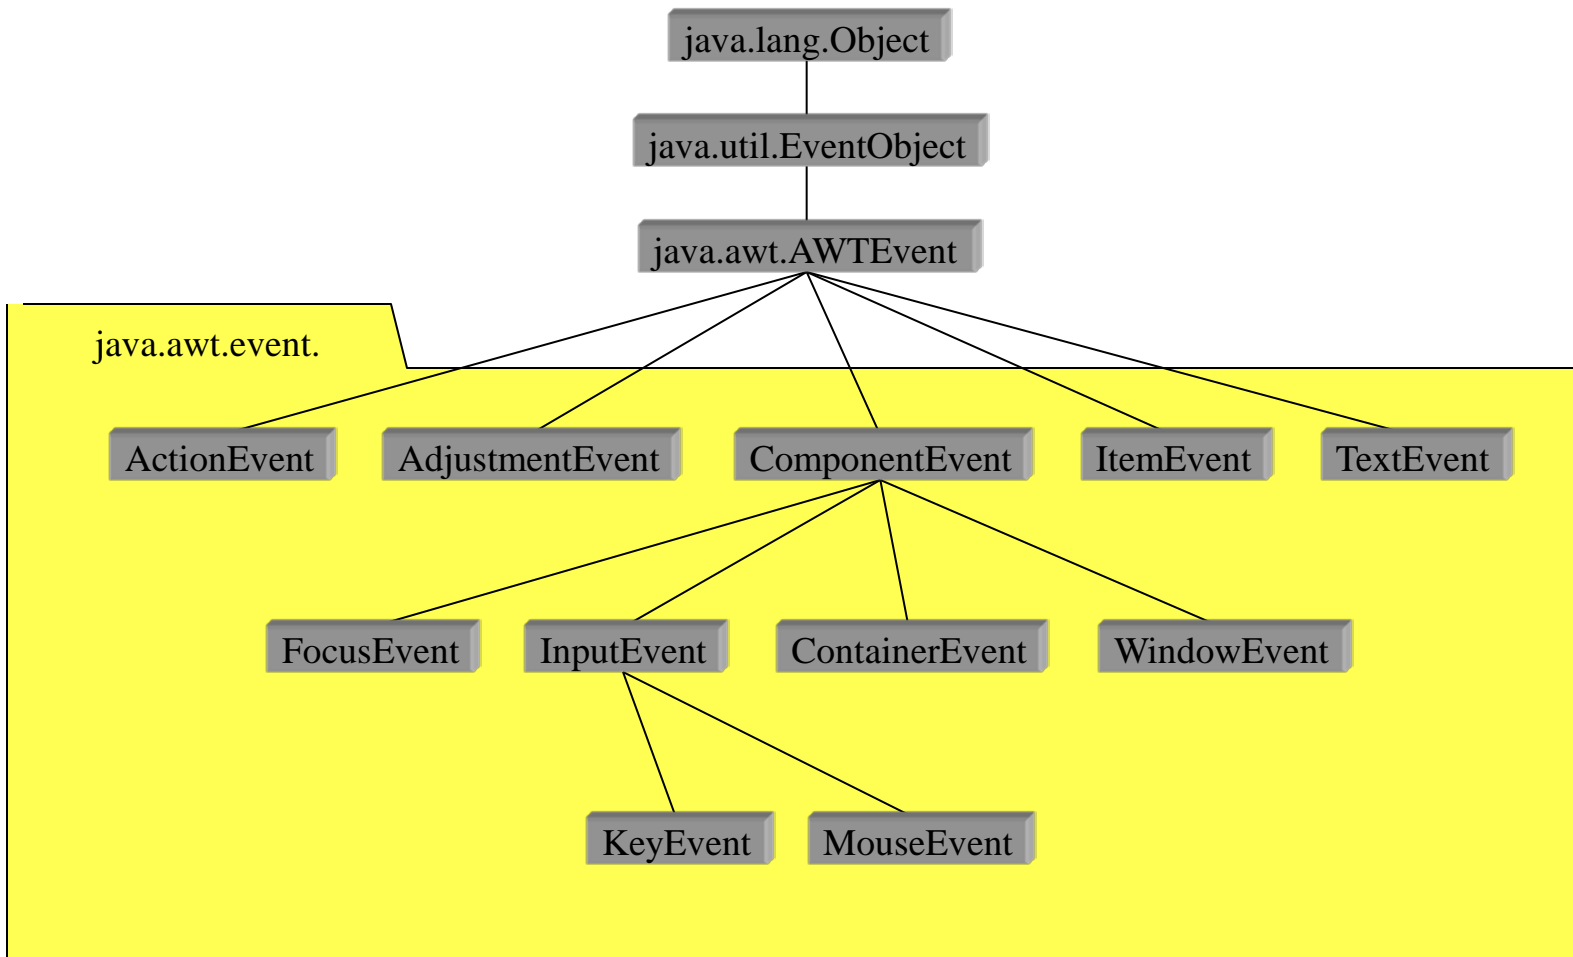 java.lang.Object
java.util.EventObject
java.awt.AWTEvent
java.awt.event.
ActionEvent
AdjustmentEvent
ComponentEvent
ItemEvent
TextEvent
FocusEvent
InputEvent
ContainerEvent
WindowEvent
KeyEvent
MouseEvent